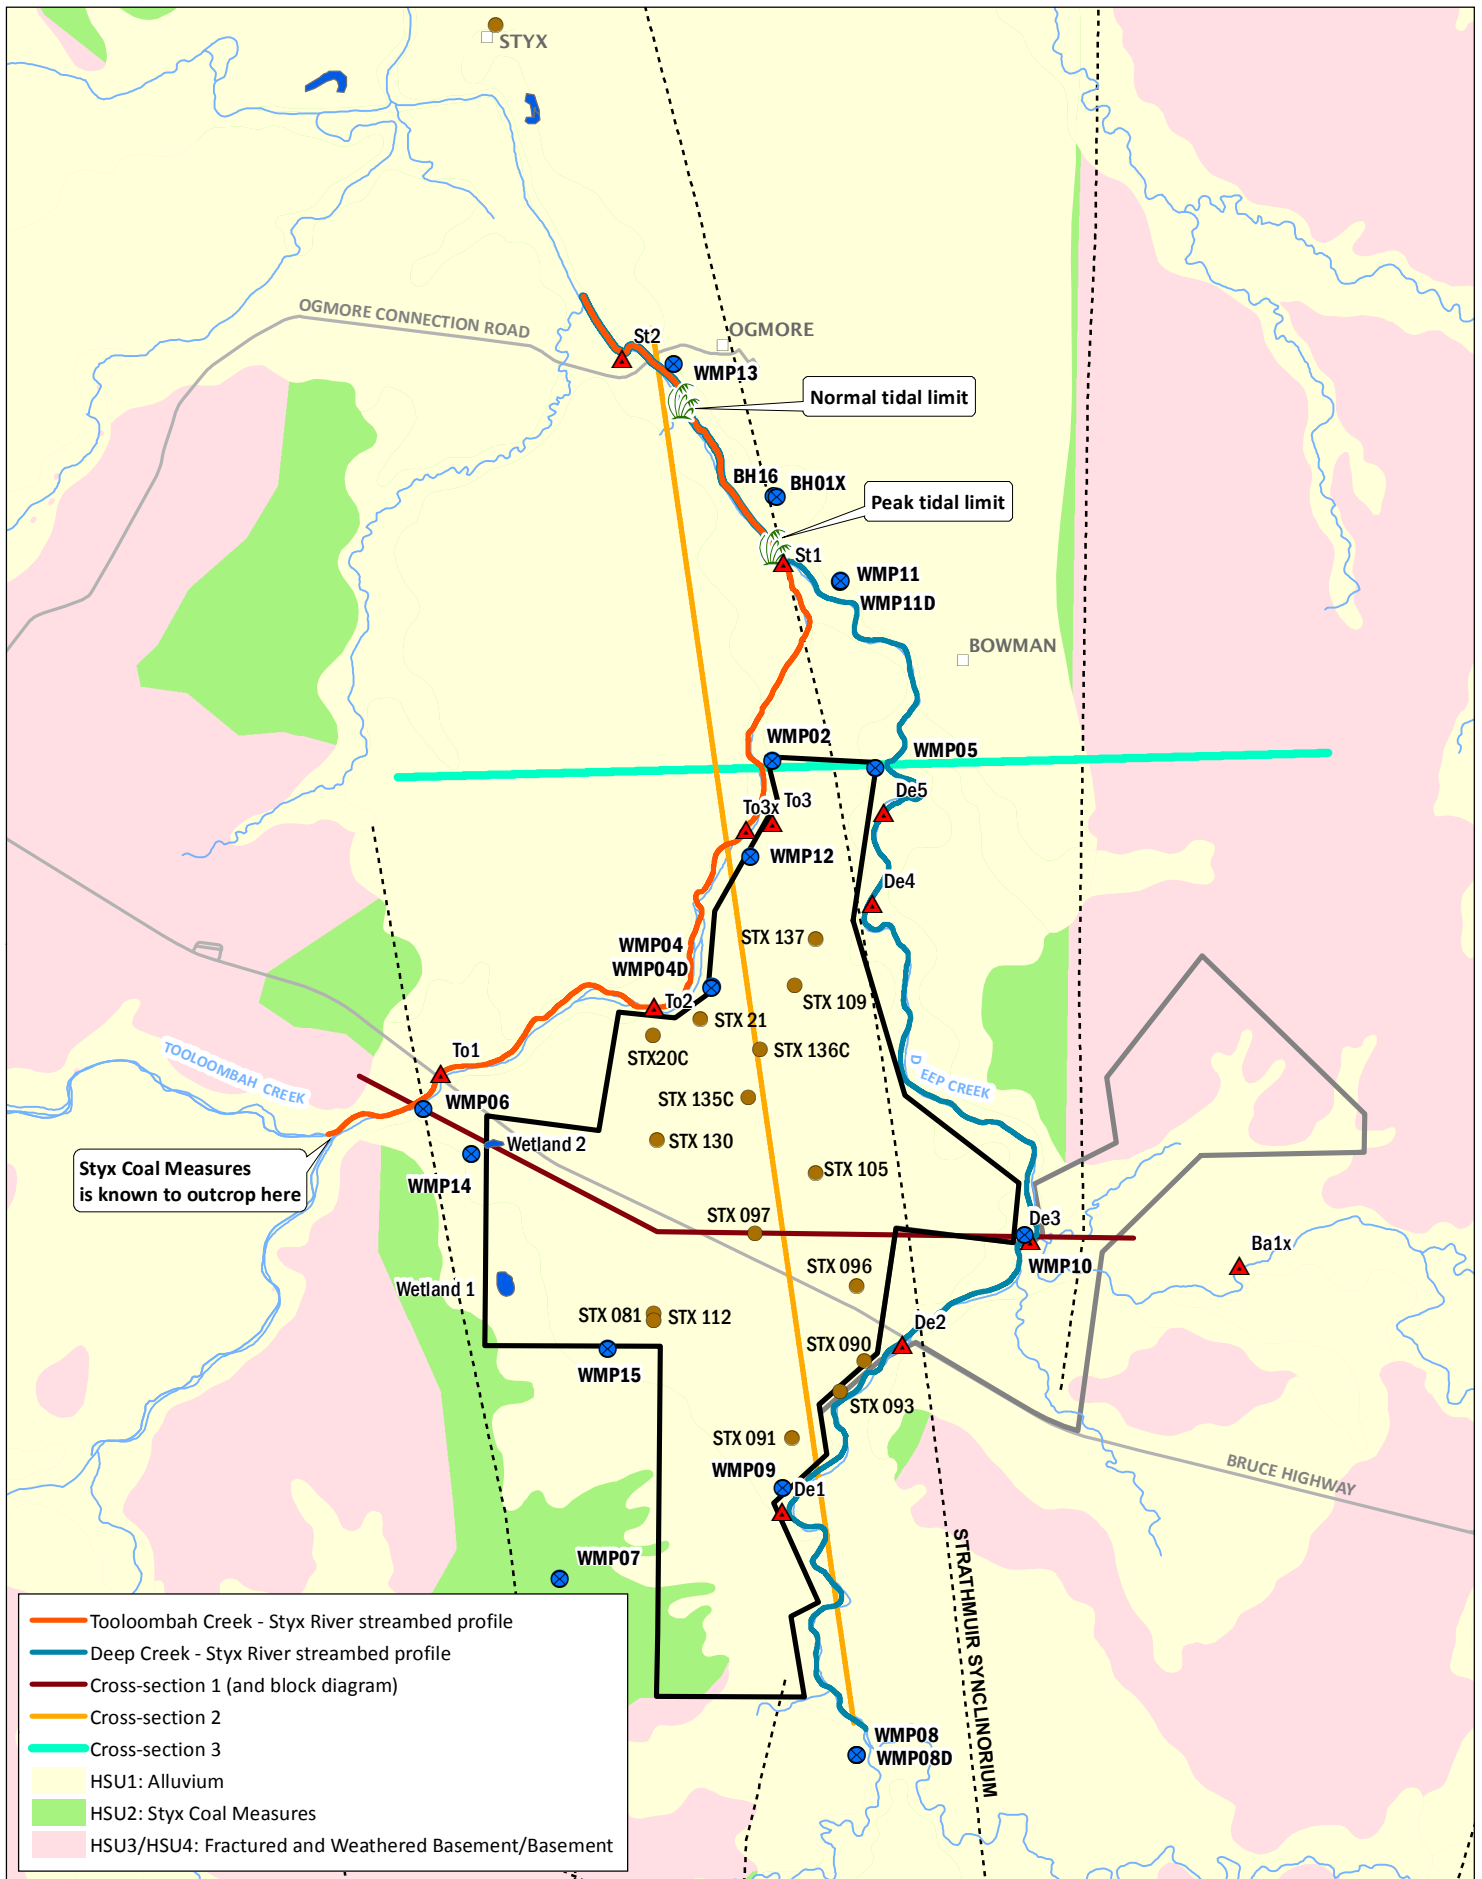 STYX
OGMORE CONNECTION ROAD
St2
OGMORE
WMP13
Normal tidal limit
BH16
BH01X
Peak tidal limit
St1
WMP11
WMP11D
BOWMAN
WMP02
WMP05
De5
To3x
To3
WMP12
De4
STX 137
WMP04
WMP04D
STX 109
To2
STX 21
STX20C
STX 136C
To1
TOOLOOMBAH CREEK
DEEP CREEK
WMP06
STX 135C
Wetland 2
STX 130
Styx Coal Measures
is known to outcrop here
WMP14
STX 105
STX 097
De3
Ba1x
WMP10
STX 096
Wetland 1
STX 081
STX 112
De2
STX 090
WMP15
STX 093
STX 091
BRUCE HIGHWAY
WMP09
De1
STRATHMUIR SYNCLINORIUM
WMP07
WMP08
WMP08D
Tooloombah Creek - Styx River streambed profile
Deep Creek - Styx River streambed profile
Cross-section 1 (and block diagram)
Cross-section 2
Cross-section 3
HSU1: Alluvium
HSU2: Styx Coal Measures
HSU3/HSU4: Fractured and Weathered Basement/Basement